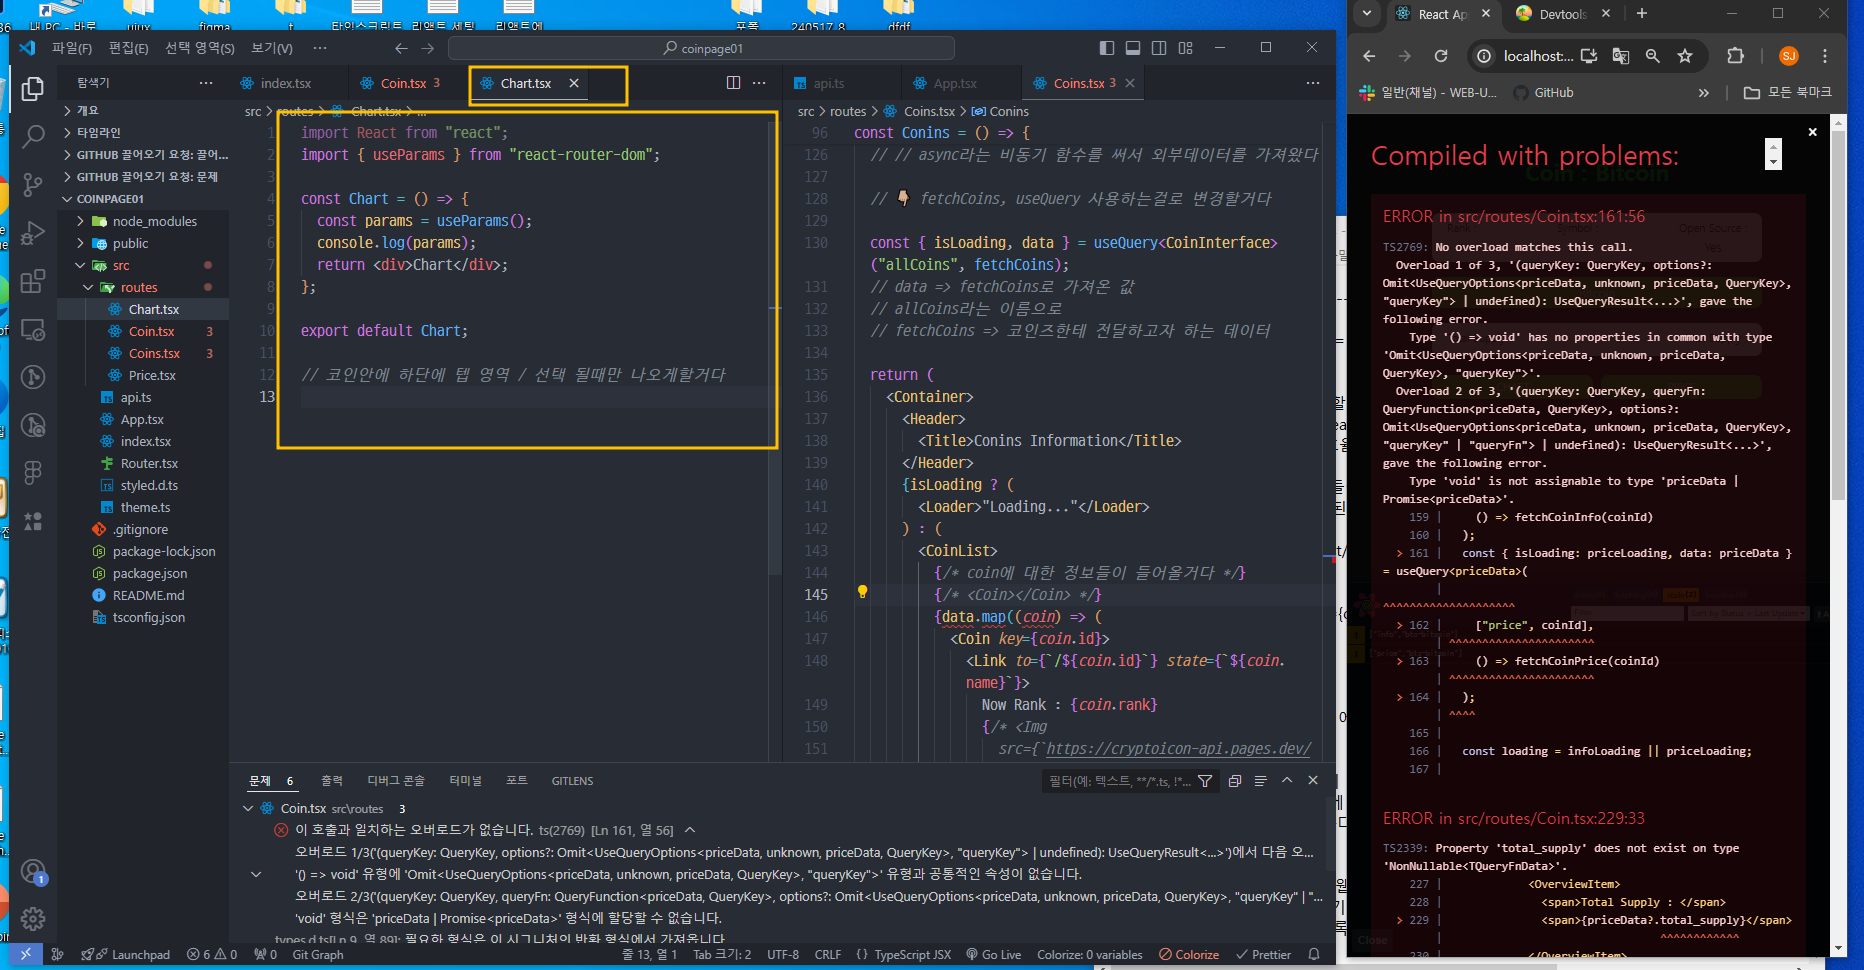 내 PC - 바로
uiux
figma
t
타입스크립트
리액트 세팅
리액트에
포폴
240517_8
dfdf
파일(F) 편집(E) 선택 영역(S) 보기(V) ···
coinpage01
탐색기 ···
개요
타임라인
GITHUB 끌어오기 요청: 끌어...
GITHUB 끌어오기 요청: 문제
COINPAGE01
node_modules
public
src
routes
Chart.tsx
Coin.tsx 3
Coins.tsx 3
Price.tsx
api.ts
App.tsx
index.tsx
Router.tsx
styled.d.ts
theme.ts
.gitignore
package-lock.json
package.json
README.md
tsconfig.json
index.tsx
Coin.tsx 3
Chart.tsx
src > routes > Chart.tsx > ...
1 import React from "react";
2 import { useParams } from "react-router-dom";
3
4 const Chart = () => {
5 const params = useParams();
6 console.log(params);
7 return <div>Chart</div>;
8 };
9
10 export default Chart;
11
12 // 코인안에 하단에 텝 영역 / 선택 될때만 나오게할거다
13
api.ts
App.tsx
Coins.tsx 3
src > routes > Coins.tsx > Conins
96 const Conins = () => {
126 // // async라는 비동기 함수를 써서 외부데이터를 가져왔다
127
128 // 👇 fetchCoins, useQuery 사용하는걸로 변경할거다
129
130 const { isLoading, data } = useQuery<CoinInterface>
("allCoins", fetchCoins);
131 // data => fetchCoins로 가져온 값
132 // allCoins라는 이름으로
133 // fetchCoins => 코인즈한테 전달하고자 하는 데이터
134
135 return (
136 <Container>
137 <Header>
138 <Title>Conins Information</Title>
139 </Header>
140 {isLoading ? (
141 <Loader>"Loading..."</Loader>
142 ) : (
143 <CoinList>
144 {/* coin에 대한 정보들이 들어올거다 */}
145 {/* <Coin></Coin> */}
146 {data.map((coin) => (
147 <Coin key={coin.id}>
148 <Link to={`/${coin.id}`} state={`${coin.
name}`}>
149 Now Rank : {coin.rank}
150 {/* <Img
151 src={`https://cryptoicon-api.pages.dev/
문제 6 출력 디버그 콘솔 터미널 포트 GITLENS
필터(예: 텍스트, **/*.ts, !*...
Coin.tsx src\routes 3
이 호출과 일치하는 오버로드가 없습니다. ts(2769) [Ln 161, 열 56]
오버로드 1/3('(queryKey: QueryKey, options?: Omit<UseQueryOptions<priceData, unknown, priceData, QueryKey>, "queryKey"> | undefined): UseQueryResult<...>')에서 다음 오...
'() => void' 유형에 'Omit<UseQueryOptions<priceData, unknown, priceData, QueryKey>, "queryKey">' 유형과 공통적인 속성이 없습니다.
오버로드 2/3('(queryKey: QueryKey, queryFn: QueryFunction<priceData, QueryKey>, options?: Omit<UseQueryOptions<priceData, unknown, priceData, QueryKey>, "queryKey" | "...
'void' 형식은 'priceData | Promise<priceData>' 형식에 할당할 수 없습니다.
types.d.ts[Ln 9, 열 89]: 필요한 형식은 이 시그니처의 반환 형식에서 가져옵니다.
Launchpad 6 0 0 Git Graph
줄 13, 열 1 Tab 크기: 2 UTF-8 CRLF {} TypeScript JSX Go Live Colorize: 0 variables Colorize Prettier
React Ap
Devtools
localhost:...
SJ
일반(채널) - WEB-U... GitHub » 모든 북마크
Compiled with problems:
Coin : Bitcoin
ERROR in src/routes/Coin.tsx:161:56
Rank : Symbol : Open Source :
Yes
TS2769: No overload matches this call.
Overload 1 of 3, '(queryKey: QueryKey, options?:
Omit<UseQueryOptions<priceData, unknown, priceData, QueryKey>,
"queryKey"> | undefined): UseQueryResult<...>', gave the
following error.
Type '() => void' has no properties in common with type
'Omit<UseQueryOptions<priceData, unknown, priceData,
QueryKey>, "queryKey">'.
Overload 2 of 3, '(queryKey: QueryKey, queryFn:
QueryFunction<priceData, QueryKey>, options?:
Omit<UseQueryOptions<priceData, unknown, priceData, QueryKey>,
"queryKey" | "queryFn"> | undefined): UseQueryResult<...>',
gave the following error.
Type 'void' is not assignable to type 'priceData |
Promise<priceData>'.
159 | () => fetchCoinInfo(coinId)
160 | );
> 161 | const { isLoading: priceLoading, data: priceData }
= useQuery<priceData>(
|
^^^^^^^^^^^^^^^^^^^^
> 162 | ["price", coinId],
| ^^^^^^^^^^^^^^^^^^^^^^
> 163 | () => fetchCoinPrice(coinId)
| ^^^^^^^^^^^^^^^^^^^^^^
> 164 | );
| ^^^^
165 |
166 | const loading = infoLoading || priceLoading;
167 |
ERROR in src/routes/Coin.tsx:229:33
TS2339: Property 'total_supply' does not exist on type
'NonNullable<TQueryFnData>'.
227 | <OverviewItem>
228 | <span>Total Supply : </span>
> 229 | <span>{priceData?.total_supply}</span>
| ^^^^^^^^^^^^
230 | </OverviewItem>
Close